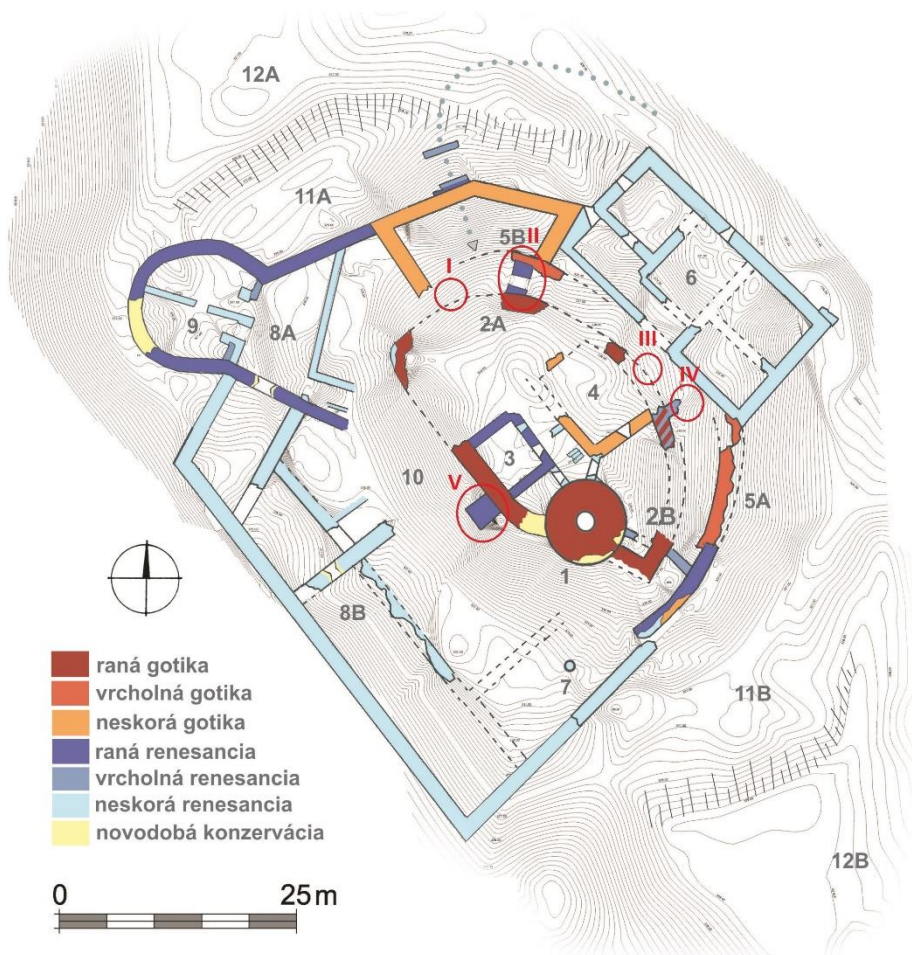 12A
11A
5B
II
I
6
9
8A
2A
III
4
IV
10
3
V
5A
2B
1
8B
7
11B
12B
raná gotika
vrcholná gotika
neskorá gotika
raná renesancia
vrcholná renesancia
neskorá renesancia
novodobá konzervácia
0
25m